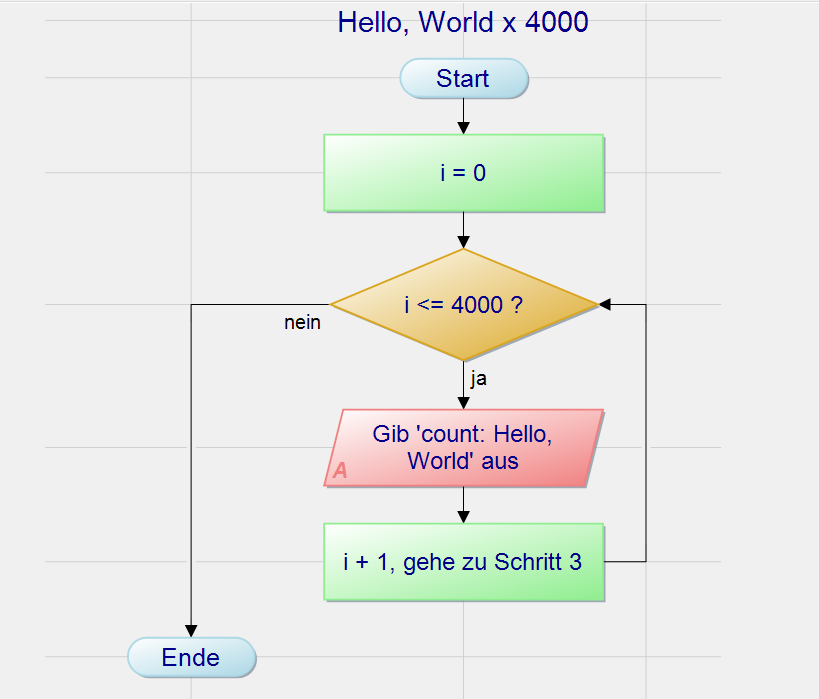 Hello, World x 4000
Start
i = 0
i <= 4000 ?
nein
ja
Gib 'count: Hello,
World' aus
A
i + 1, gehe zu Schritt 3
Ende